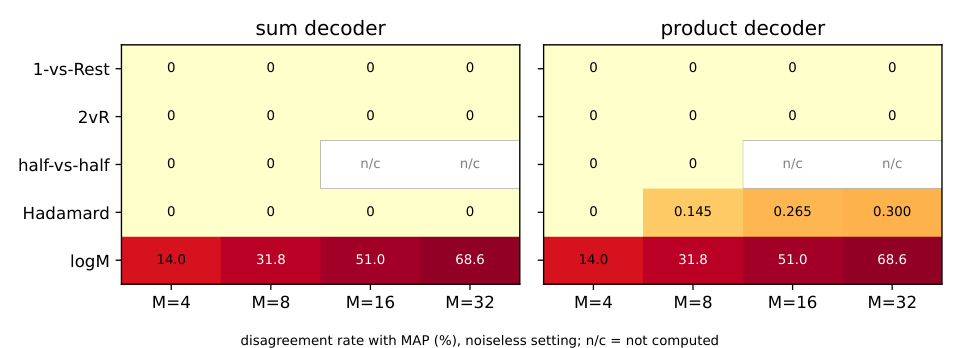 sum decoder product decoder
1-vs-Rest 0 0 0 0 0 0 0 0
2vR 0 0 0 0 0 0 0 0
half-vs-half 0 0 n/c n/c 0 0 n/c n/c
Hadamard 0 0 0 0 0 0.145 0.265 0.300
logM 14.0 31.8 51.0 68.6 14.0 31.8 51.0 68.6
M=4 M=8 M=16 M=32 M=4 M=8 M=16 M=32
disagreement rate with MAP (%), noiseless setting; n/c = not computed